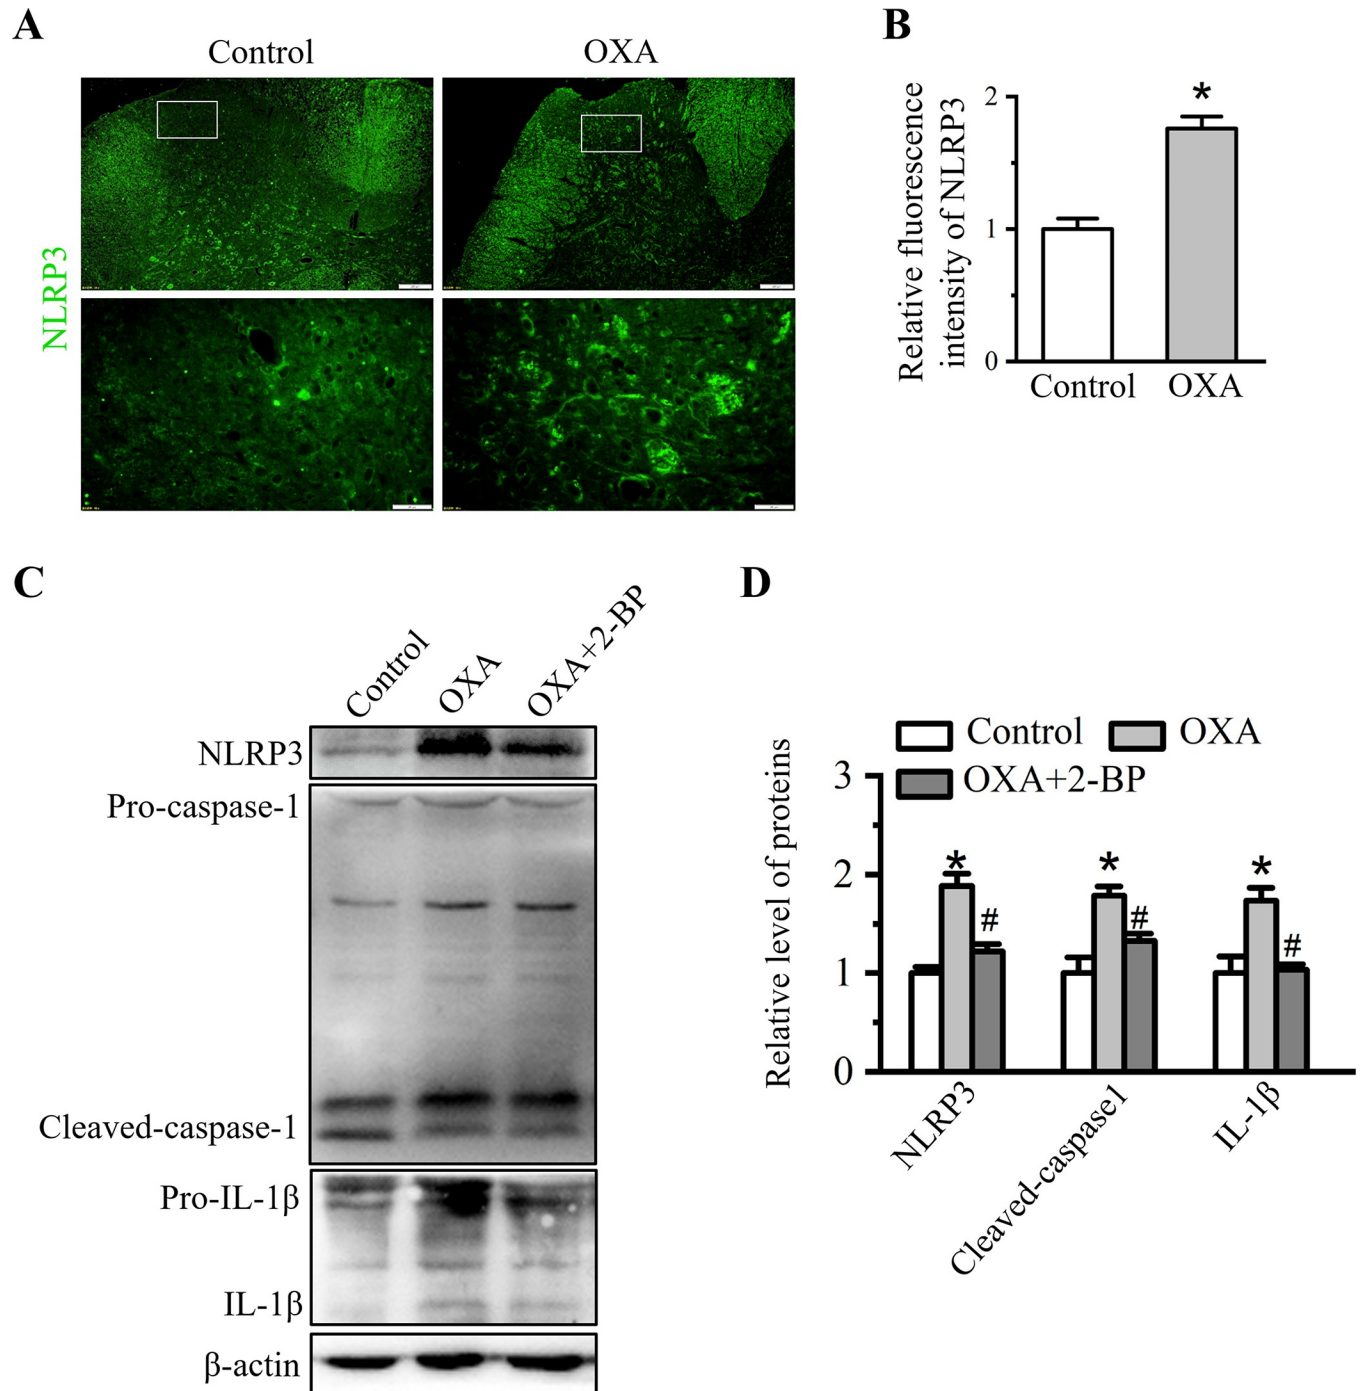 A
Control
OXA
NLRP3
B
Relative fluorescence
intensity of NLRP3
2
1
0
*
Control
OXA
C
Control
OXA
OXA+2-BP
NLRP3
Pro-caspase-1
Cleaved-caspase-1
Pro-IL-1β
IL-1β
β-actin
D
Control
OXA
OXA+2-BP
Relative level of proteins
3
2
1
0
*
#
*
#
*
#
NLRP3
Cleaved-caspase1
IL-1β